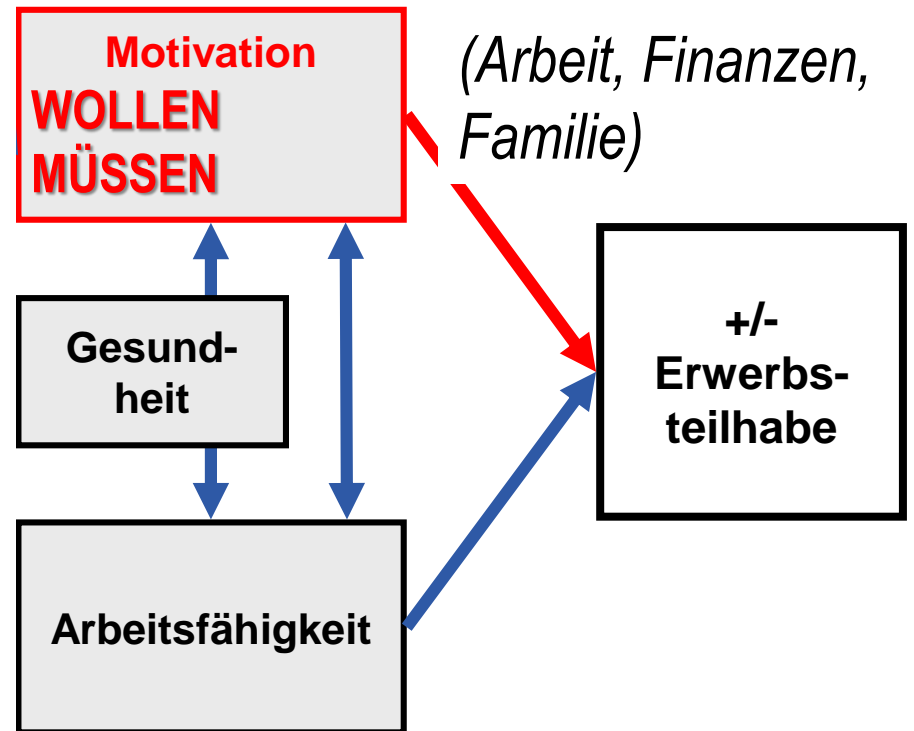 Motivation
WOLLEN
MÜSSEN
(Arbeit, Finanzen,
Familie)
Gesund-
heit
+/-
Erwerbs-
teilhabe
Arbeitsfähigkeit